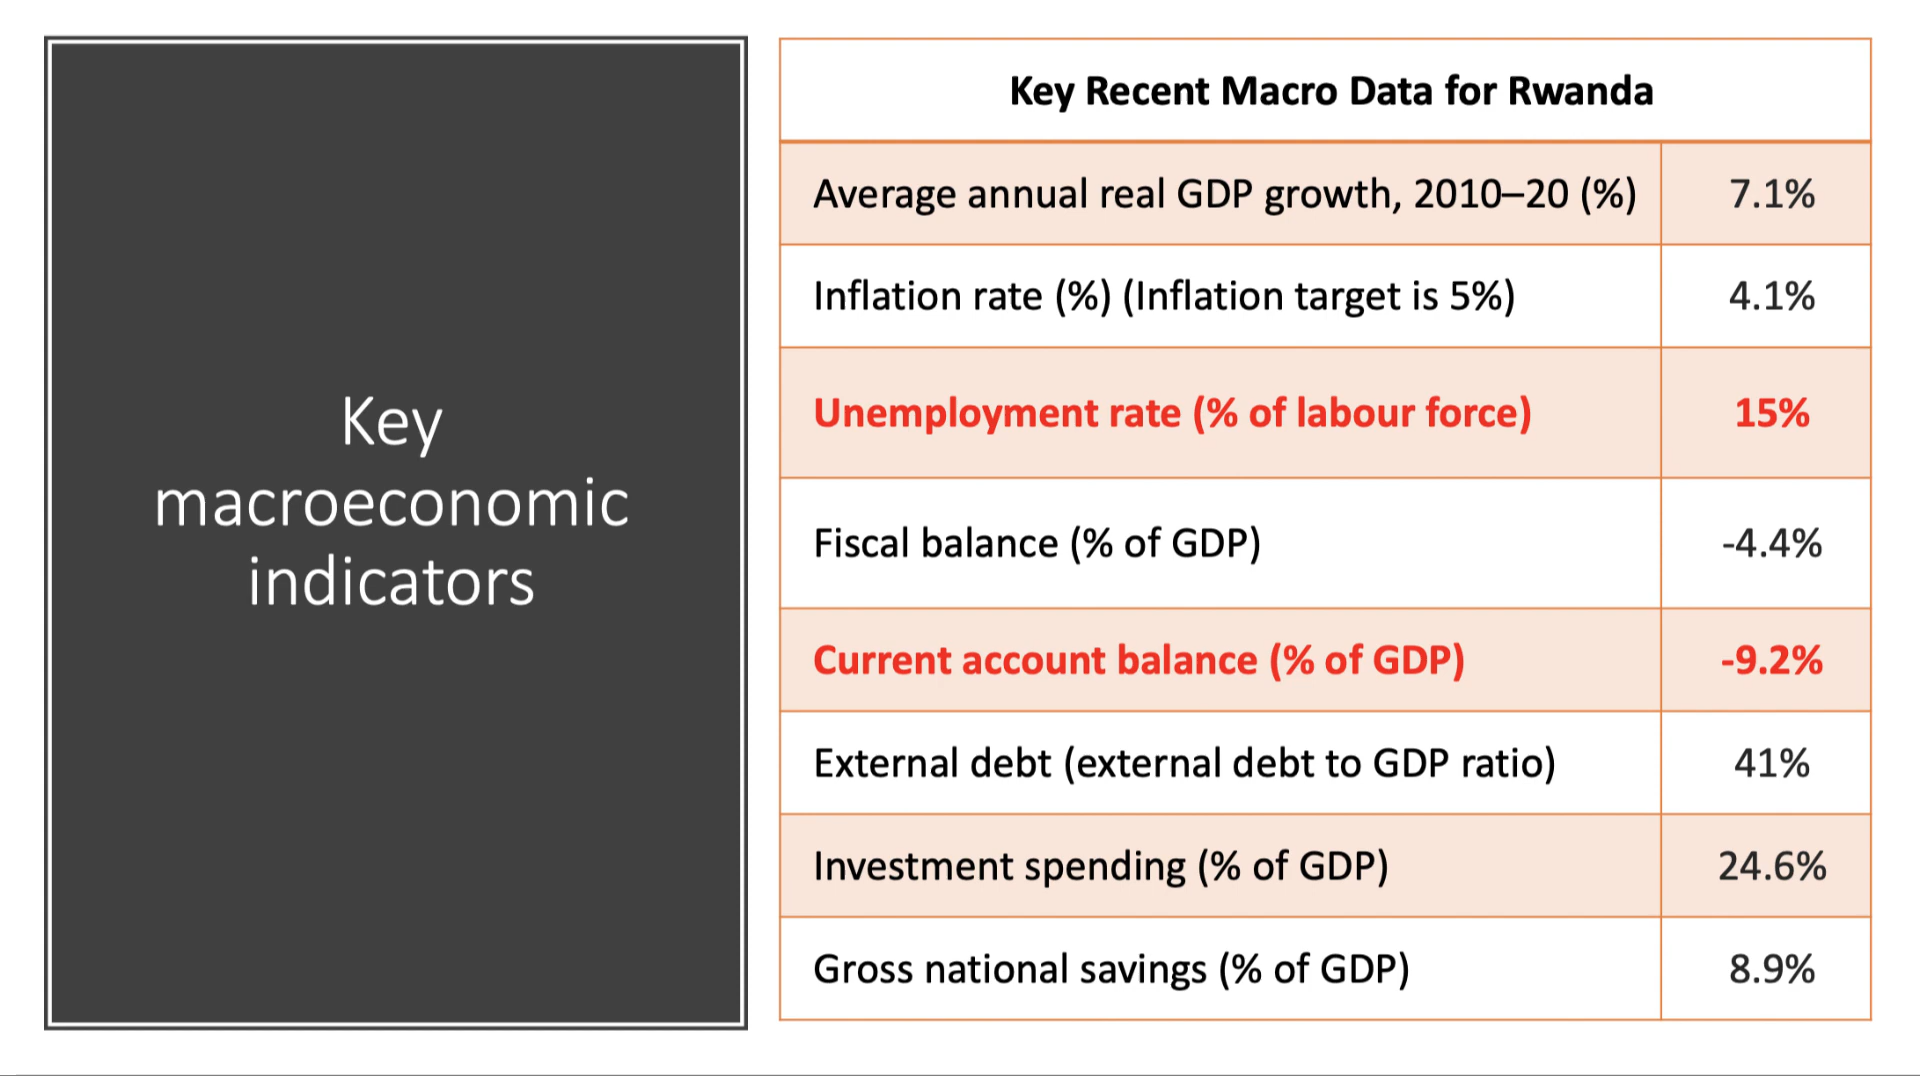 Key
macroeconomic
indicators
Key Recent Macro Data for Rwanda
Average annual real GDP growth, 2010–20 (%) 7.1%
Inflation rate (%) (Inflation target is 5%) 4.1%
Unemployment rate (% of labour force) 15%
Fiscal balance (% of GDP) -4.4%
Current account balance (% of GDP) -9.2%
External debt (external debt to GDP ratio) 41%
Investment spending (% of GDP) 24.6%
Gross national savings (% of GDP) 8.9%